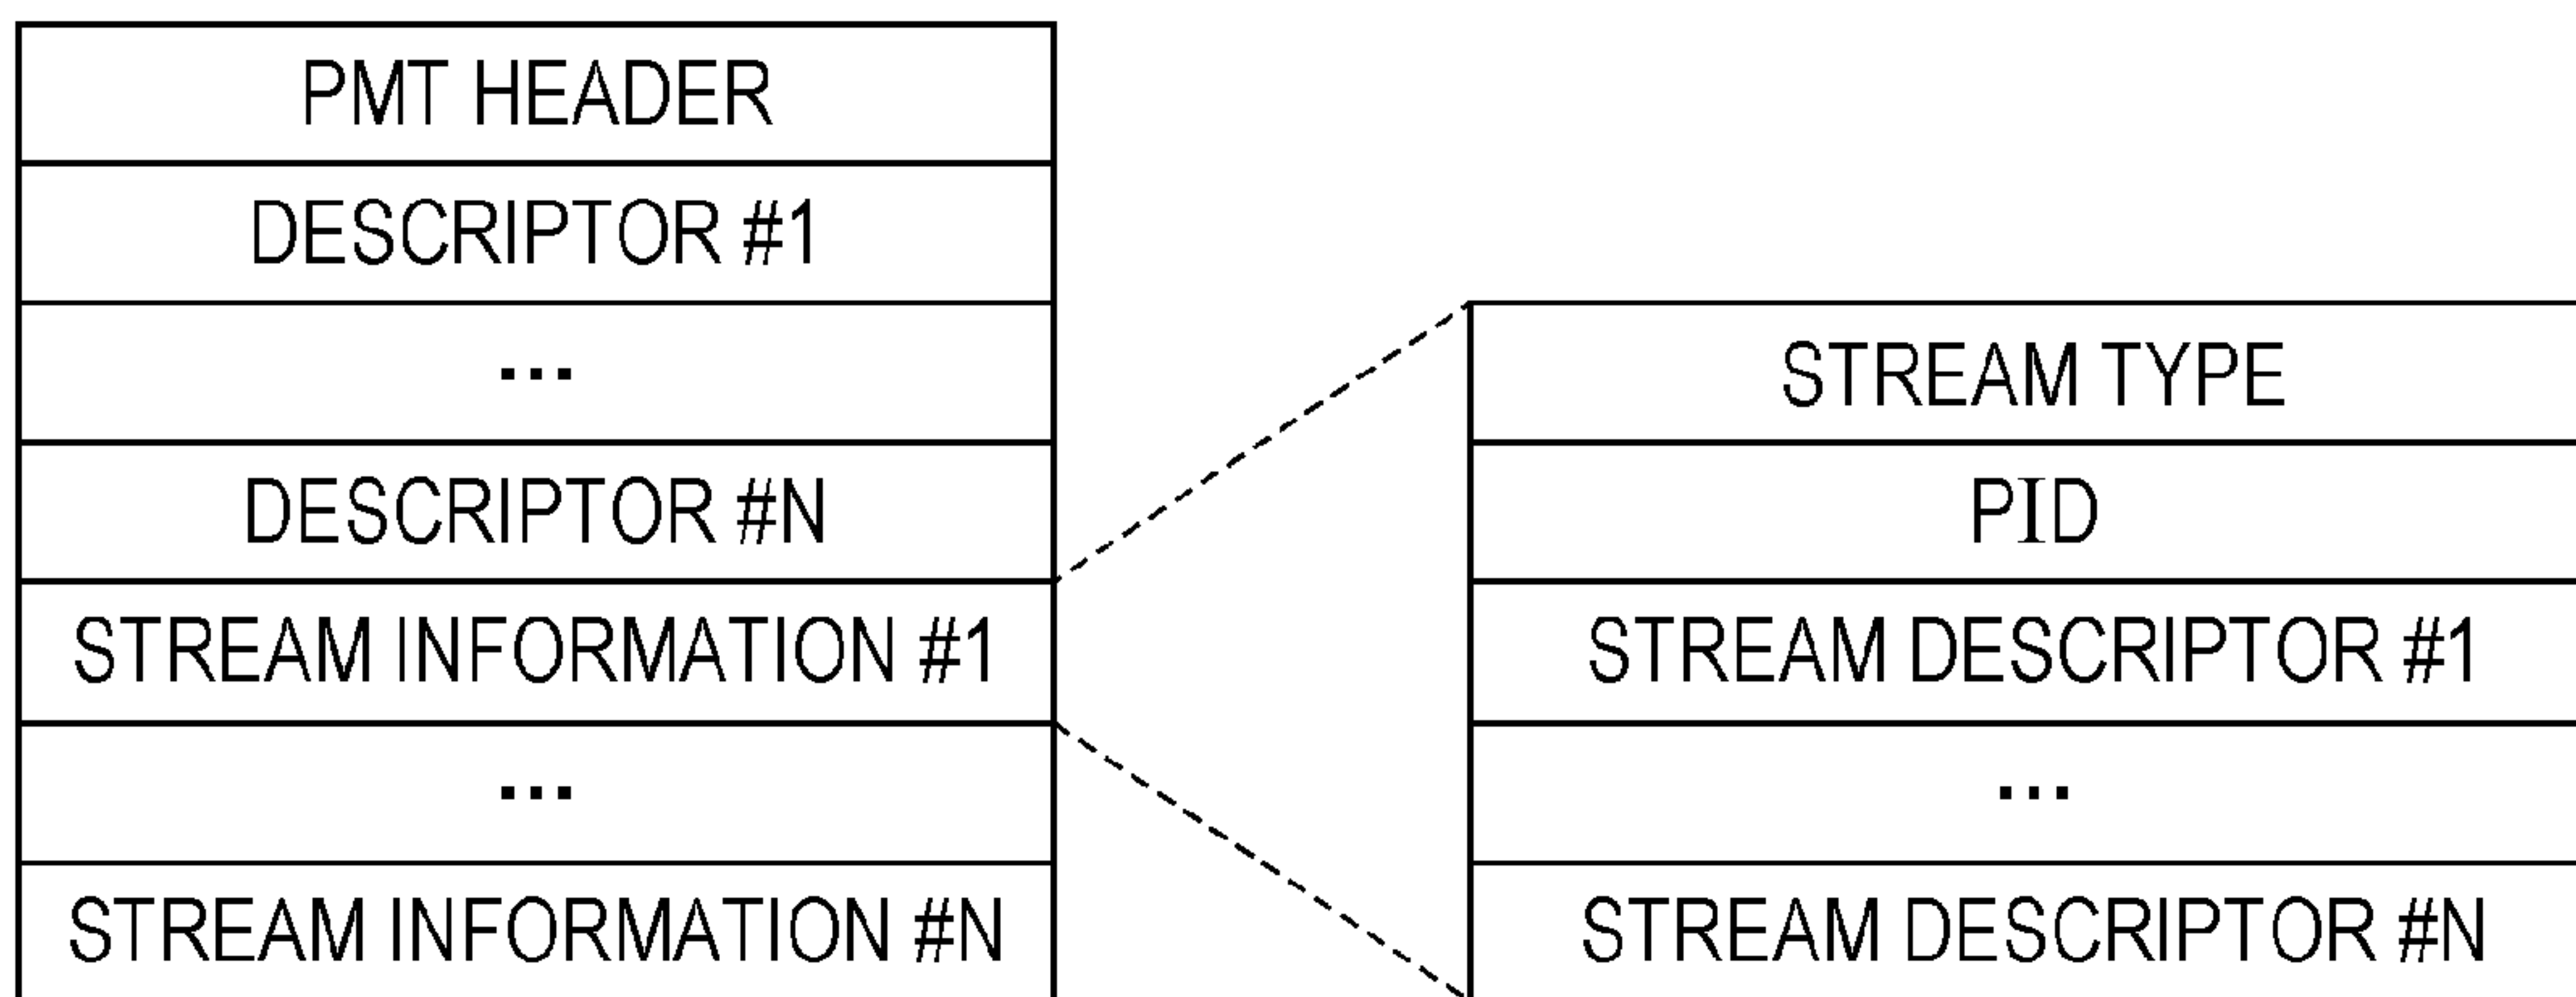 PMT HEADER
DESCRIPTOR #1
...
DESCRIPTOR #N
STREAM INFORMATION #1
...
STREAM INFORMATION #N
STREAM TYPE
PID
STREAM DESCRIPTOR #1
...
STREAM DESCRIPTOR #N